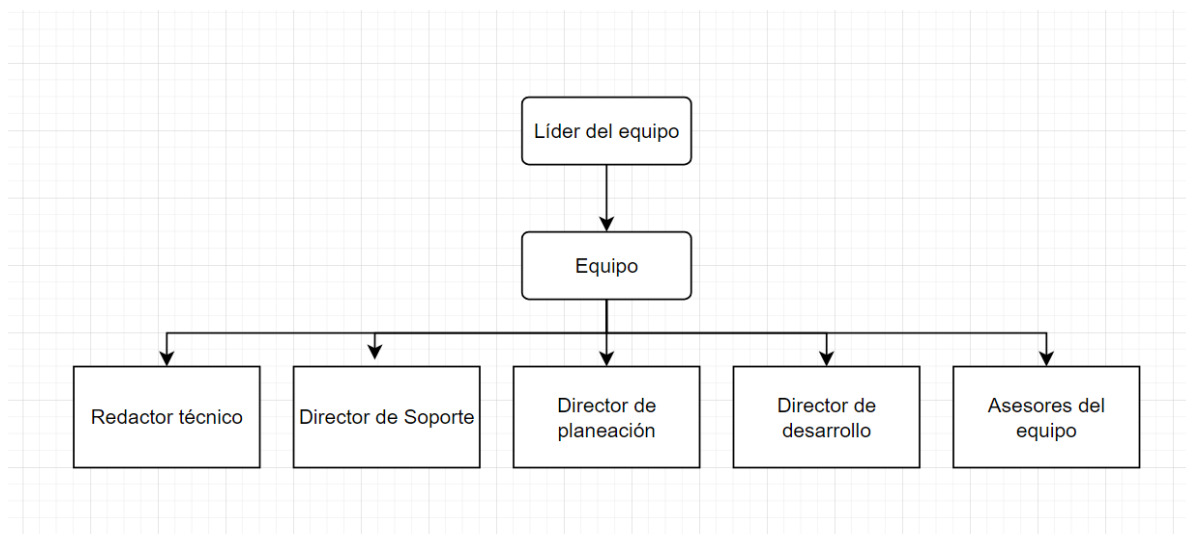 Líder del equipo
Equipo
Redactor técnico
Director de Soporte
Director de
planeación
Director de
desarrollo
Asesores del
equipo